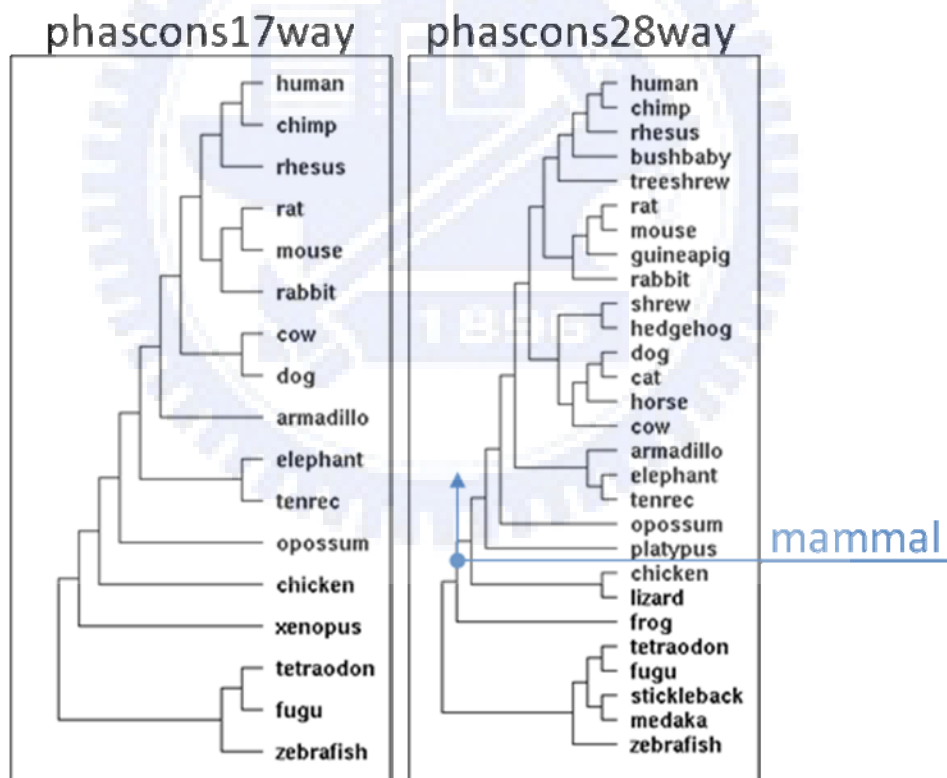 phascons17way
human
chimp
rhesus
rat
mouse
rabbit
cow
dog
armadillo
elephant
tenrec
opossum
chicken
xenopus
tetraodon
fugu
zebrafish
phascons28way
human
chimp
rhesus
bushbaby
treeshrew
rat
mouse
guineapig
rabbit
shrew
hedgehog
dog
cat
horse
cow
armadillo
elephant
tenrec
opossum
platypus
chicken
lizard
frog
tetraodon
fugu
stickleback
medaka
zebrafish
mammal
1896